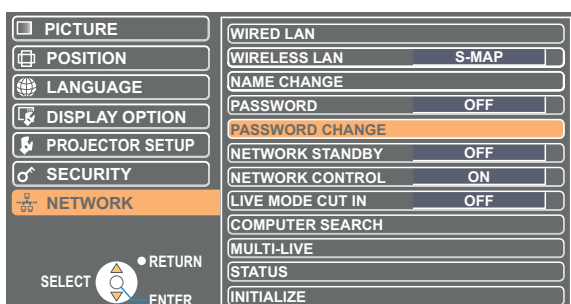 PICTURE
POSITION
LANGUAGE
DISPLAY OPTION
PROJECTOR SETUP
SECURITY
NETWORK
RETURN
SELECT
ENTER
WIRED LAN
WIRELESS LAN S-MAP
NAME CHANGE
PASSWORD OFF
PASSWORD CHANGE
NETWORK STANDBY OFF
NETWORK CONTROL ON
LIVE MODE CUT IN OFF
COMPUTER SEARCH
MULTI-LIVE
STATUS
INITIALIZE